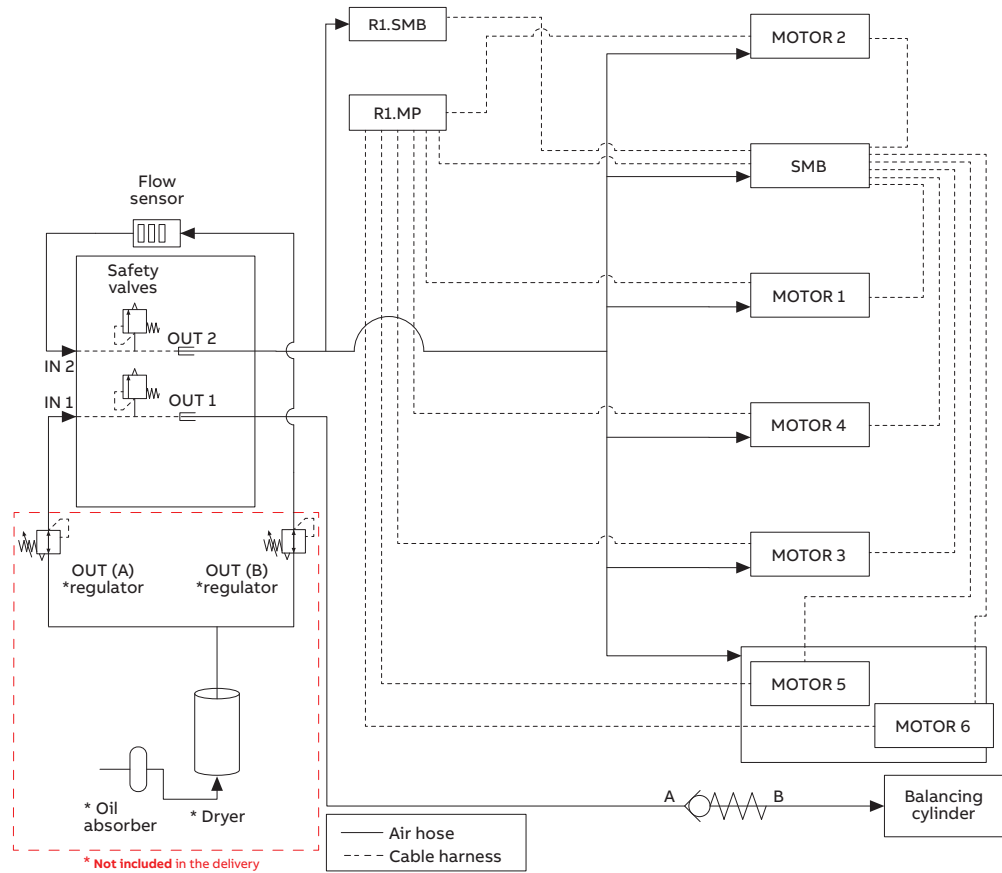 R1.SMB
MOTOR 2
R1.MP
SMB
Flow
sensor
Safety
valves
MOTOR 1
OUT 2
IN 2
IN 1
OUT 1
MOTOR 4
OUT (A)
*regulator
OUT (B)
*regulator
MOTOR 3
MOTOR 5
MOTOR 6
* Oil
absorber
* Dryer
A
B
Balancing
cylinder
Air hose
Cable harness
* Not included in the delivery